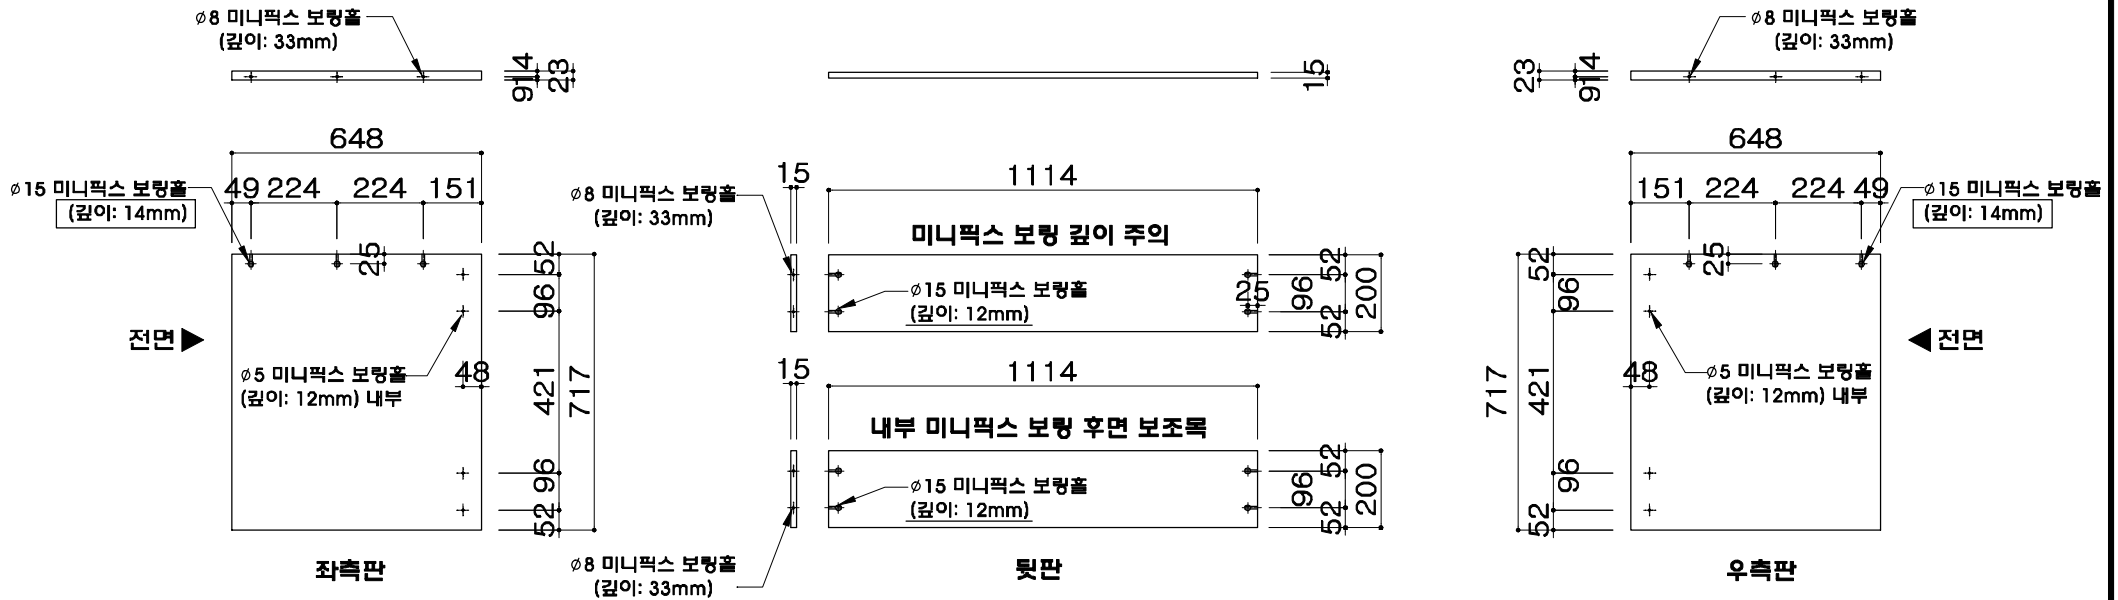 ø8 미니픽스 보링홀
(깊이: 33mm)
14
9
23
648
ø15 미니픽스 보링홀
(깊이: 14mm)
49 224 224 151
25
52
96
421
96
52
717
48
전면
ø5 미니픽스 보링홀
(깊이: 12mm) 내부
좌측판
15
15
1114
ø8 미니픽스 보링홀
(깊이: 33mm)
미니픽스 보링 깊이 주의
ø15 미니픽스 보링홀
(깊이: 12mm)
25
52
96
52
200
15
1114
내부 미니픽스 보링 후면 보조목
ø15 미니픽스 보링홀
(깊이: 12mm)
52
96
52
200
ø8 미니픽스 보링홀
(깊이: 33mm)
뒷판
ø8 미니픽스 보링홀
(깊이: 33mm)
23
14
9
648
151 224 224 49
ø15 미니픽스 보링홀
(깊이: 14mm)
25
52
96
421
96
52
717
48
전면
ø5 미니픽스 보링홀
(깊이: 12mm) 내부
우측판